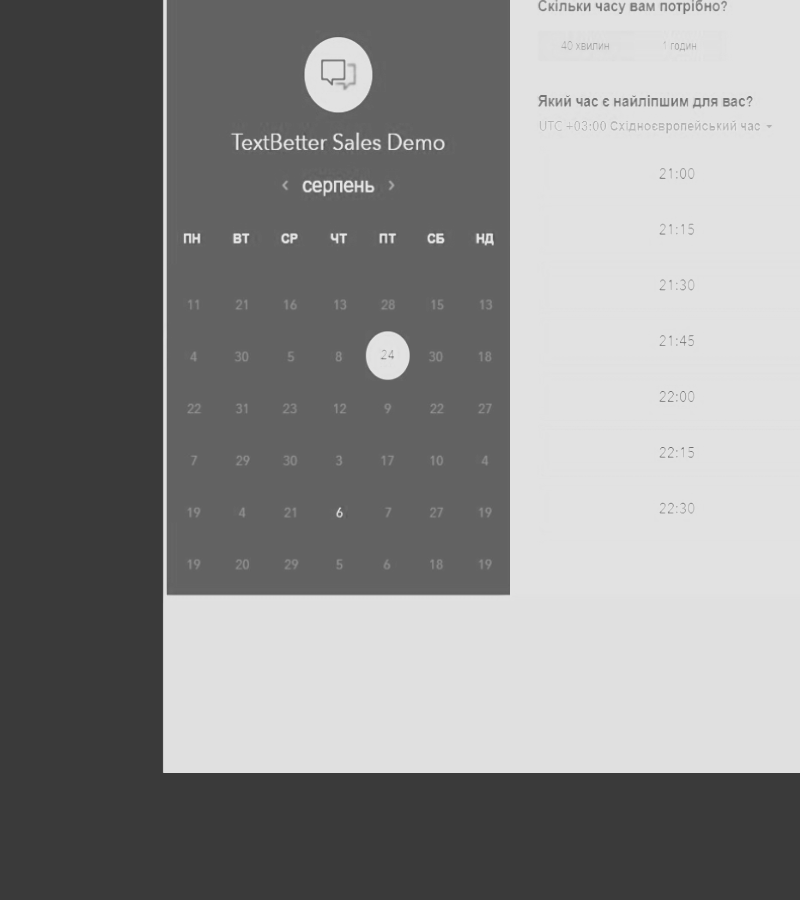 Скільки часу вам потрібно?
40 хвилин 1 годин
Який час є найліпшим для вас?
UTC +03:00 Східноєвропейський час
TextBetter Sales Demo
серпень
ПН ВТ СР ЧТ ПТ СБ НД
11 21 16 13 28 15 13
4 30 5 8 24 30 18
22 31 23 12 9 22 27
7 29 30 3 17 10 4
19 4 21 6 7 27 19
19 20 29 5 6 18 19
21:00
21:15
21:30
21:45
22:00
22:15
22:30